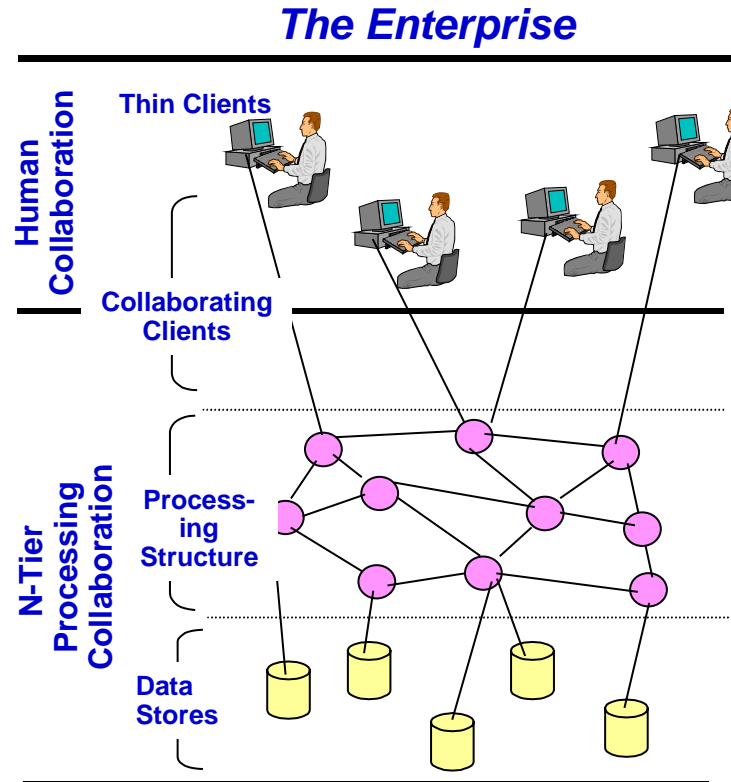 The Enterprise
Thin Clients
Human
Collaboration
Collaborating
Clients
N-Tier
Processing
Collaboration
Process-
ing
Structure
Data
Stores